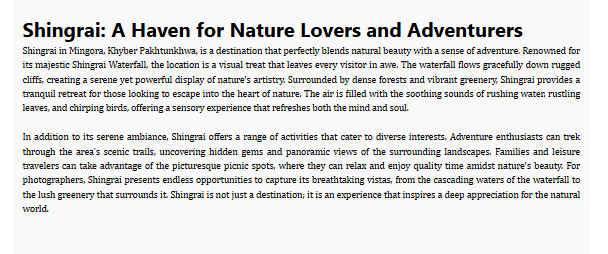 Shingrai: A Haven for Nature Lovers and Adventurers
Shingrai in Mingora, Khyber Pakhtunkhwa, is a destination that perfectly blends natural beauty with a sense of adventure. Renowned for
its majestic Shingrai Waterfall, the location is a visual treat that leaves every visitor in awe. The waterfall flows gracefully down rugged
cliffs, creating a serene yet powerful display of nature's artistry. Surrounded by dense forests and vibrant greenery, Shingrai provides a
tranquil retreat for those looking to escape into the heart of nature. The air is filled with the soothing sounds of rushing water, rustling
leaves, and chirping birds, offering a sensory experience that refreshes both the mind and soul.
In addition to its serene ambiance, Shingrai offers a range of activities that cater to diverse interests. Adventure enthusiasts can trek
through the area's scenic trails, uncovering hidden gems and panoramic views of the surrounding landscapes. Families and leisure
travelers can take advantage of the picturesque picnic spots, where they can relax and enjoy quality time amidst nature's beauty. For
photographers, Shingrai presents endless opportunities to capture its breathtaking vistas, from the cascading waters of the waterfall to
the lush greenery that surrounds it. Shingrai is not just a destination; it is an experience that inspires a deep appreciation for the natural
world.